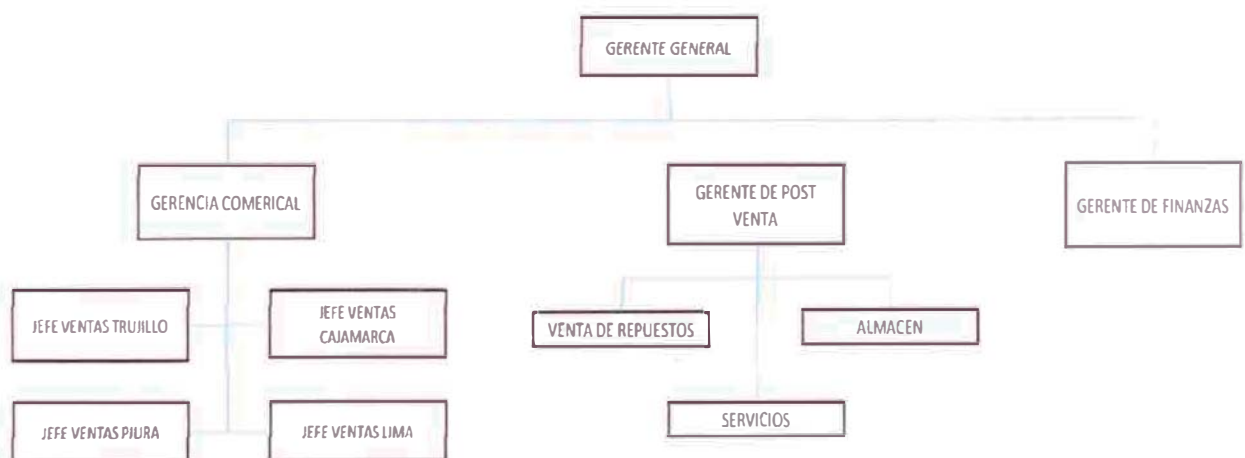 GERENTE GENERAL
GERENCIA COMERICAL
GERENTE DE POST
VENTA
GERENTE DE FINANZAS
JEFE VENTAS TRUJILLO
JEFE VENTAS
CAJAMARCA
VENTA DE REPUESTOS
ALMACEN
JEFE VENTAS PIURA
JEFE VENTAS LIMA
SERVICIOS